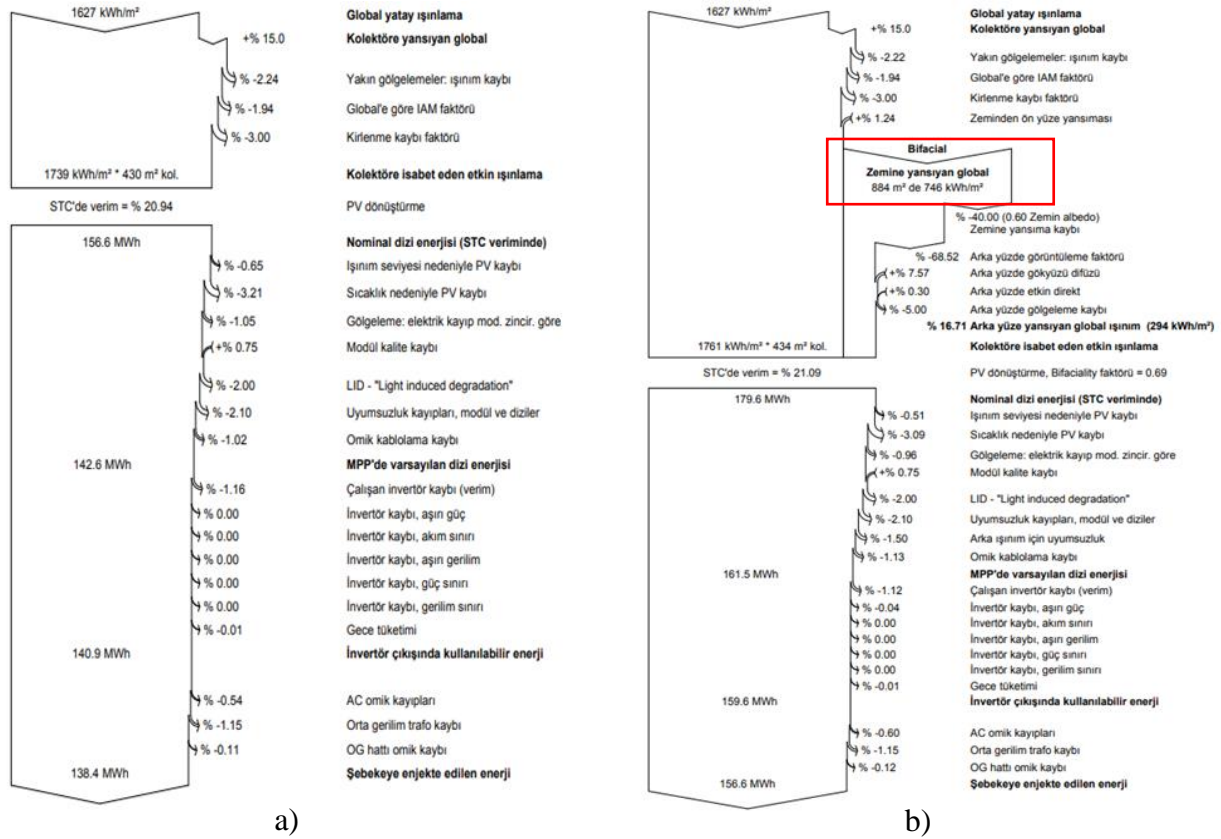 1627 kWh/m²
Global yatay ışınlama
+% 15.0
Kolektöre yansıyan global
% -2.24
Yakın gölgelemeler: ışınım kaybı
% -1.94
Global'e göre IAM faktörü
% -3.00
Kirlenme kaybı faktörü
1739 kWh/m² * 430 m² kol.
Kolektöre isabet eden etkin ışınlama
STC'de verim = % 20.94
PV dönüştürme
156.6 MWh
Nominal dizi enerjisi (STC veriminde)
% -0.65
Işınım seviyesi nedeniyle PV kaybı
% -3.21
Sıcaklık nedeniyle PV kaybı
% -1.05
Gölgeleme: elektrik kayıp mod. zincir. göre
+% 0.75
Modül kalite kaybı
% -2.00
LID - "Light induced degradation"
% -2.10
Uyumsuzluk kayıpları, modül ve diziler
% -1.02
Omik kablolama kaybı
142.6 MWh
MPP'de varsayılan dizi enerjisi
% -1.16
Çalışan invertör kaybı (verim)
% 0.00
İnvertör kaybı, aşırı güç
% 0.00
İnvertör kaybı, akım sınırı
% 0.00
İnvertör kaybı, aşırı gerilim
% 0.00
İnvertör kaybı, güç sınırı
% 0.00
İnvertör kaybı, gerilim sınırı
% -0.01
Gece tüketimi
140.9 MWh
İnvertör çıkışında kullanılabilir enerji
% -0.54
AC omik kayıpları
% -1.15
Orta gerilim trafo kaybı
% -0.11
OG hattı omik kaybı
138.4 MWh
Şebekeye enjekte edilen enerji
a)
1627 kWh/m²
Global yatay ışınlama
+% 15.0
Kolektöre yansıyan global
% -2.22
Yakın gölgelemeler: ışınım kaybı
% -1.94
Global'e göre IAM faktörü
% -3.00
Kirlenme kaybı faktörü
+% 1.24
Zeminden ön yüze yansıması
Bifacial
Zemine yansıyan global
884 m² de 746 kWh/m²
% -40.00 (0.60 Zemin albedo)
Zemine yansıma kaybı
% -68.52
Arka yüzde görüntüleme faktörü
+% 7.57
Arka yüzde gökyüzü difüzü
+% 0.30
Arka yüzde etkin direkt
% -5.00
Arka yüzde gölgeleme kaybı
% 16.71 Arka yüze yansıyan global ışınım (294 kWh/m²)
1761 kWh/m² * 434 m² kol.
Kolektöre isabet eden etkin ışınlama
STC'de verim = % 21.09
PV dönüştürme, Bifaciality faktörü = 0.69
179.6 MWh
Nominal dizi enerjisi (STC veriminde)
% -0.51
Işınım seviyesi nedeniyle PV kaybı
% -3.09
Sıcaklık nedeniyle PV kaybı
% -0.96
Gölgeleme: elektrik kayıp mod. zincir. göre
+% 0.75
Modül kalite kaybı
% -2.00
LID - "Light induced degradation"
% -2.10
Uyumsuzluk kayıpları, modül ve diziler
% -1.50
Arka ışınım için uyumsuzluk
% -1.13
Omik kablolama kaybı
161.5 MWh
MPP'de varsayılan dizi enerjisi
% -1.12
Çalışan invertör kaybı (verim)
% -0.04
İnvertör kaybı, aşırı güç
% 0.00
İnvertör kaybı, akım sınırı
% 0.00
İnvertör kaybı, aşırı gerilim
% 0.00
İnvertör kaybı, güç sınırı
% 0.00
İnvertör kaybı, gerilim sınırı
% -0.01
Gece tüketimi
159.6 MWh
İnvertör çıkışında kullanılabilir enerji
% -0.60
AC omik kayıpları
% -1.15
Orta gerilim trafo kaybı
% -0.12
OG hattı omik kaybı
156.6 MWh
Şebekeye enjekte edilen enerji
b)